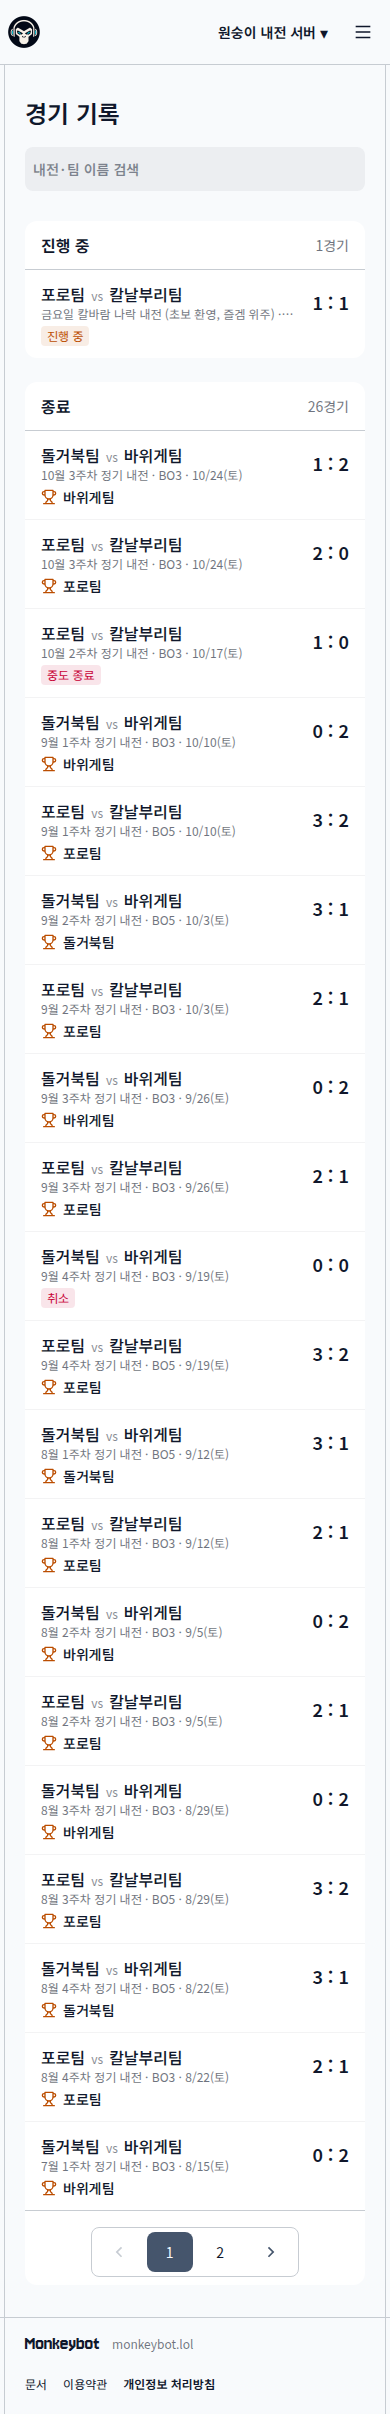 원숭이 내전 서버 ▾
경기 기록
내전·팀 이름 검색
진행 중 1경기
포로팀 vs 칼날부리팀 1 : 1
금요일 칼바람 나락 내전 (초보 환영, 즐겜 위주) ·…
진행 중
종료 26경기
돌거북팀 vs 바위게팀 1 : 2
10월 3주차 정기 내전 · BO3 · 10/24(토)
바위게팀
포로팀 vs 칼날부리팀 2 : 0
10월 3주차 정기 내전 · BO3 · 10/24(토)
포로팀
포로팀 vs 칼날부리팀 1 : 0
10월 2주차 정기 내전 · BO3 · 10/17(토)
중도 종료
돌거북팀 vs 바위게팀 0 : 2
9월 1주차 정기 내전 · BO3 · 10/10(토)
바위게팀
포로팀 vs 칼날부리팀 3 : 2
9월 1주차 정기 내전 · BO5 · 10/10(토)
포로팀
돌거북팀 vs 바위게팀 3 : 1
9월 2주차 정기 내전 · BO5 · 10/3(토)
돌거북팀
포로팀 vs 칼날부리팀 2 : 1
9월 2주차 정기 내전 · BO3 · 10/3(토)
포로팀
돌거북팀 vs 바위게팀 0 : 2
9월 3주차 정기 내전 · BO3 · 9/26(토)
바위게팀
포로팀 vs 칼날부리팀 2 : 1
9월 3주차 정기 내전 · BO3 · 9/26(토)
포로팀
돌거북팀 vs 바위게팀 0 : 0
9월 4주차 정기 내전 · BO3 · 9/19(토)
취소
포로팀 vs 칼날부리팀 3 : 2
9월 4주차 정기 내전 · BO5 · 9/19(토)
포로팀
돌거북팀 vs 바위게팀 3 : 1
8월 1주차 정기 내전 · BO5 · 9/12(토)
돌거북팀
포로팀 vs 칼날부리팀 2 : 1
8월 1주차 정기 내전 · BO3 · 9/12(토)
포로팀
돌거북팀 vs 바위게팀 0 : 2
8월 2주차 정기 내전 · BO3 · 9/5(토)
바위게팀
포로팀 vs 칼날부리팀 2 : 1
8월 2주차 정기 내전 · BO3 · 9/5(토)
포로팀
돌거북팀 vs 바위게팀 0 : 2
8월 3주차 정기 내전 · BO3 · 8/29(토)
바위게팀
포로팀 vs 칼날부리팀 3 : 2
8월 3주차 정기 내전 · BO5 · 8/29(토)
포로팀
돌거북팀 vs 바위게팀 3 : 1
8월 4주차 정기 내전 · BO5 · 8/22(토)
돌거북팀
포로팀 vs 칼날부리팀 2 : 1
8월 4주차 정기 내전 · BO3 · 8/22(토)
포로팀
돌거북팀 vs 바위게팀 0 : 2
7월 1주차 정기 내전 · BO3 · 8/15(토)
바위게팀
1 2
Monkeybot monkeybot.lol
문서 이용약관 개인정보 처리방침